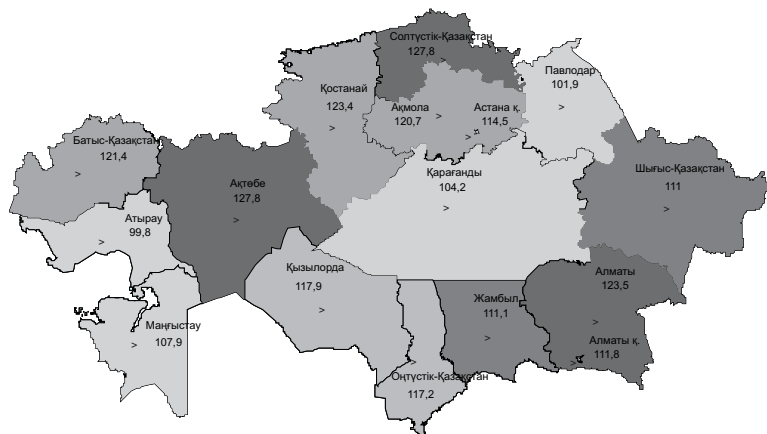 Солтүстік-Қазақстан
127,8
Павлодар
101,9
Қостанай
123,4
Ақмола
120,7
Астана қ.
114,5
Батыс-Қазақстан
121,4
Ақтөбе
127,8
Қарағанды
104,2
Шығыс-Қазақстан
111
Атырау
99,8
Қызылорда
117,9
Алматы
123,5
Жамбыл
111,1
Маңғыстау
107,9
Алматы қ.
111,8
Оңтүстік-Қазақстан
117,2